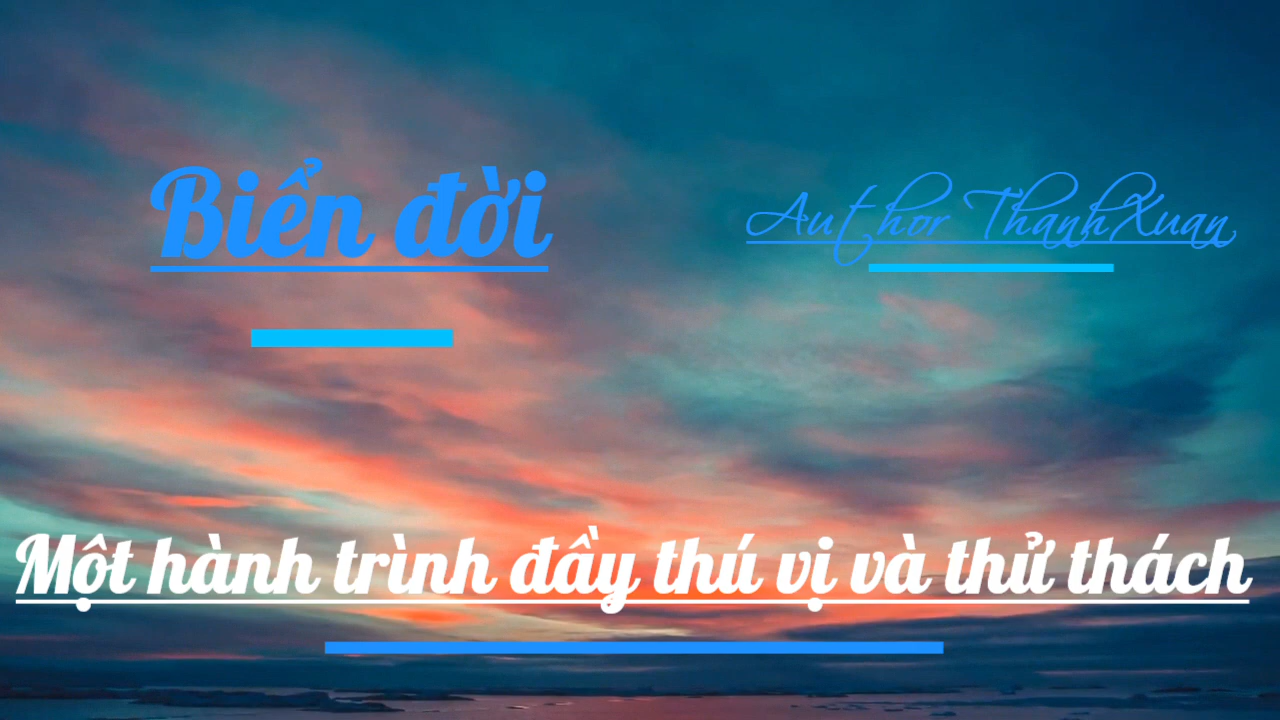 Biển đời
Author ThanhXuan
Một hành trình đầy thú vị và thử thách